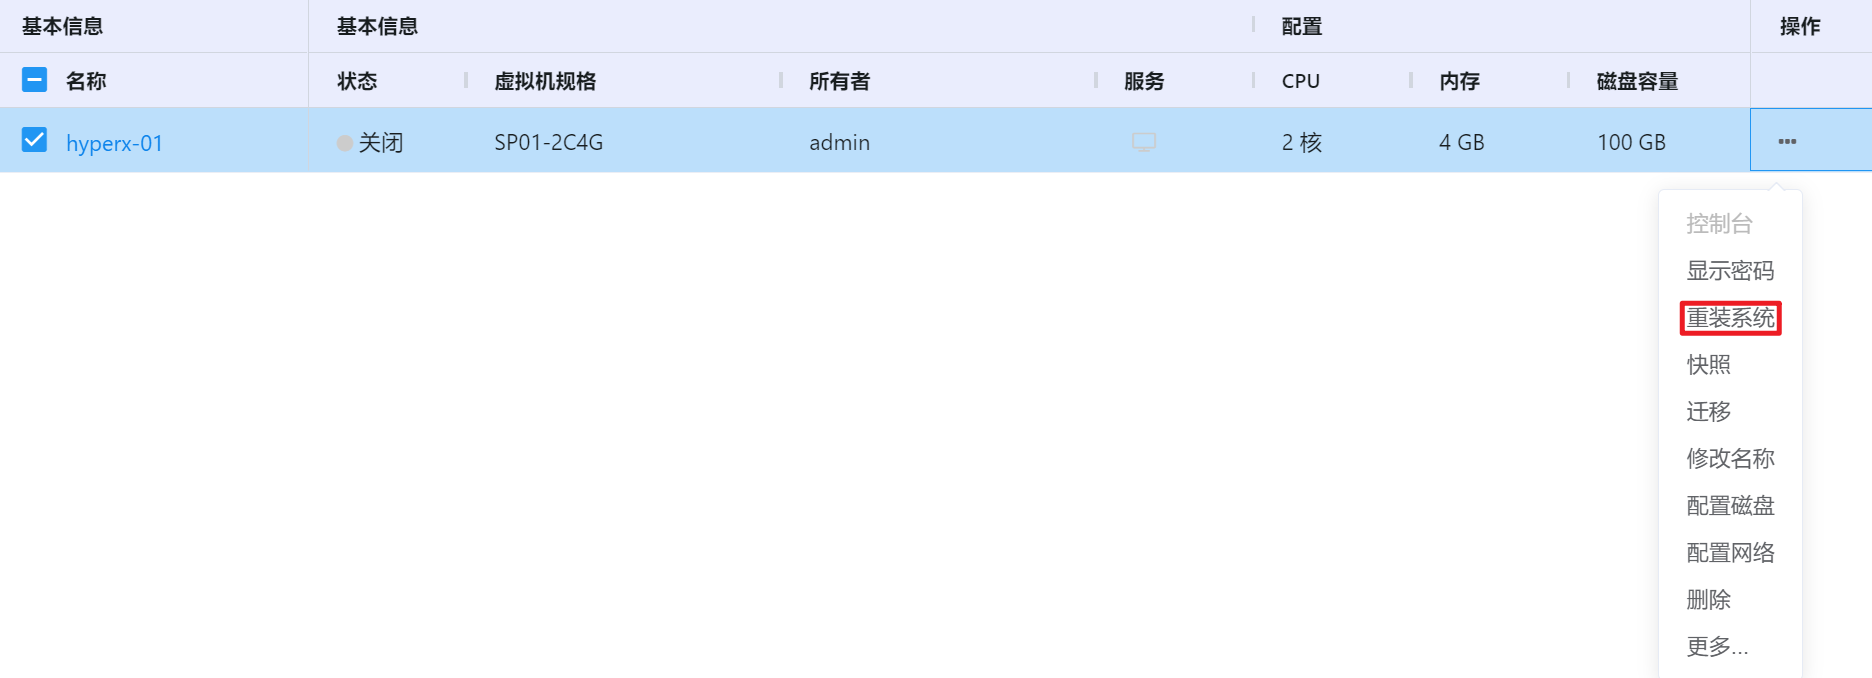 基本信息 基本信息 配置 操作
名称 状态 虚拟机规格 所有者 服务 CPU 内存 磁盘容量
hyperx-01 关闭 SP01-2C4G admin 2 核 4 GB 100 GB •••
控制台
显示密码
重装系统
快照
迁移
修改名称
配置磁盘
配置网络
删除
更多...